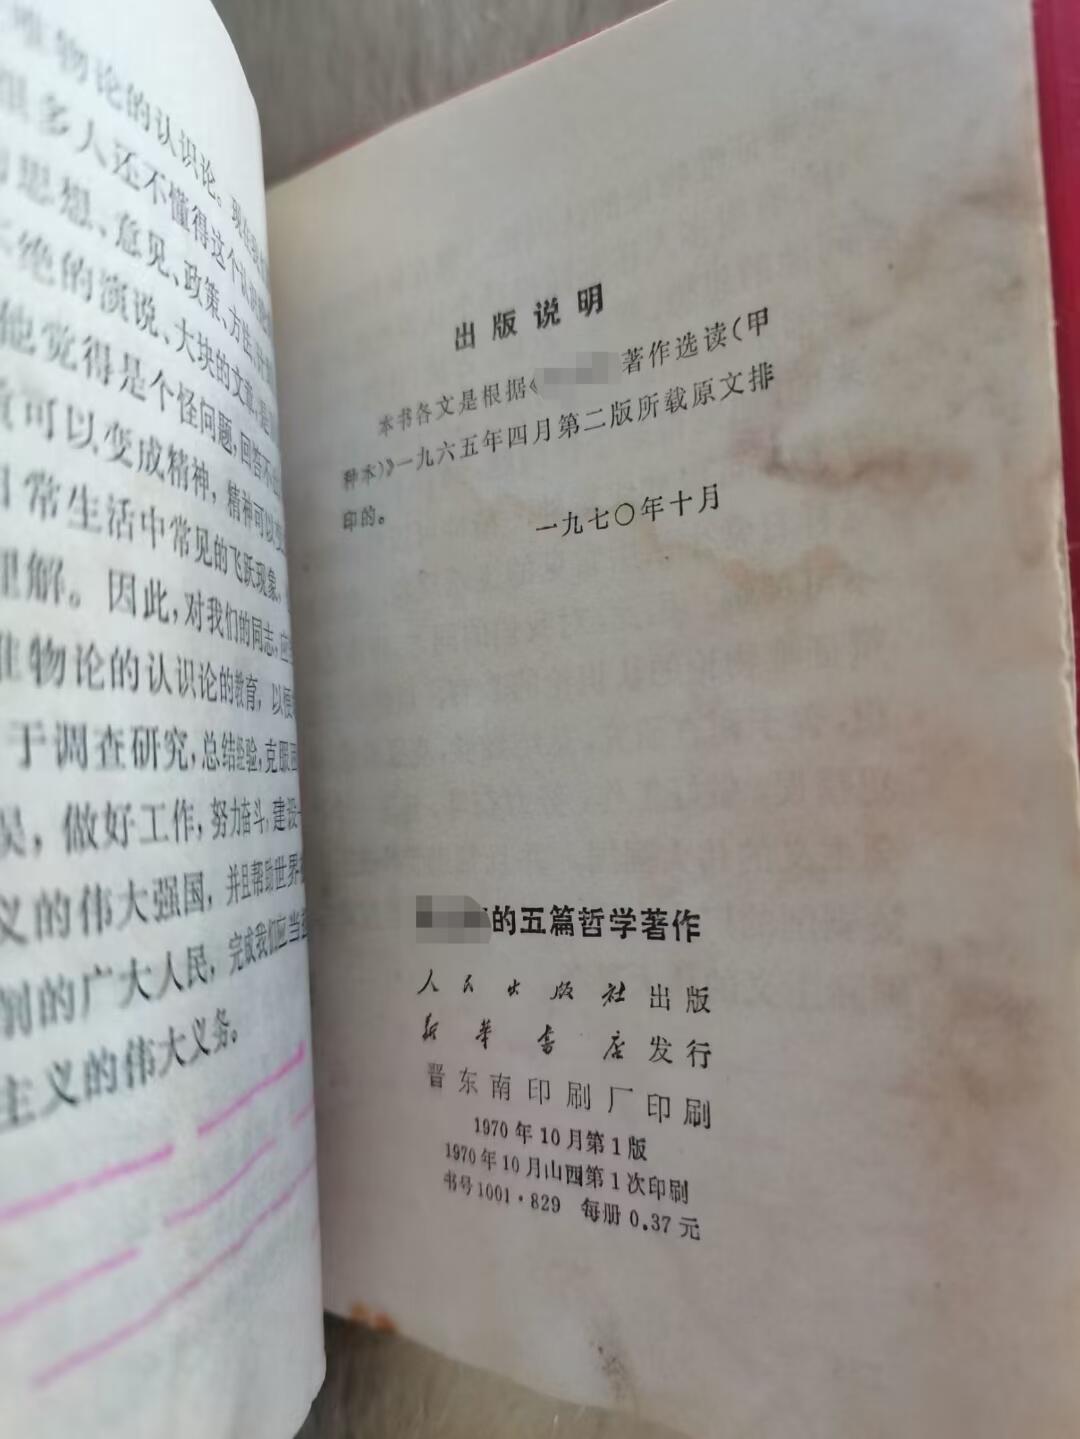 唯物论的认识论。现在
很多人还不懂得这个认识
思想、意见、政策、方法、
绝的演说、大块的文章,是
他觉得是个怪问题,回答不
可以变成精神,精神可以变
日常生活中常见的飞跃现象,
理解。因此,对我们的同志,应
唯物论的认识论的教育,以便
于调查研究,总结经验,克服困
误,做好工作,努力奋斗,建设一
义的伟大强国,并且帮助世界
到的广大人民,完成我们应当
主义的伟大义务。
出版说明
本书各文是根据《著作选读(甲
种本)》一九六五年四月第二版所载原文排
印的。
一九七〇年十月
的五篇哲学著作
人民出版社出版
新华书店发行
晋东南印刷厂印刷
1970年10月第1版
1970年10月山西第1次印刷
书号1001·829 每册0.37元